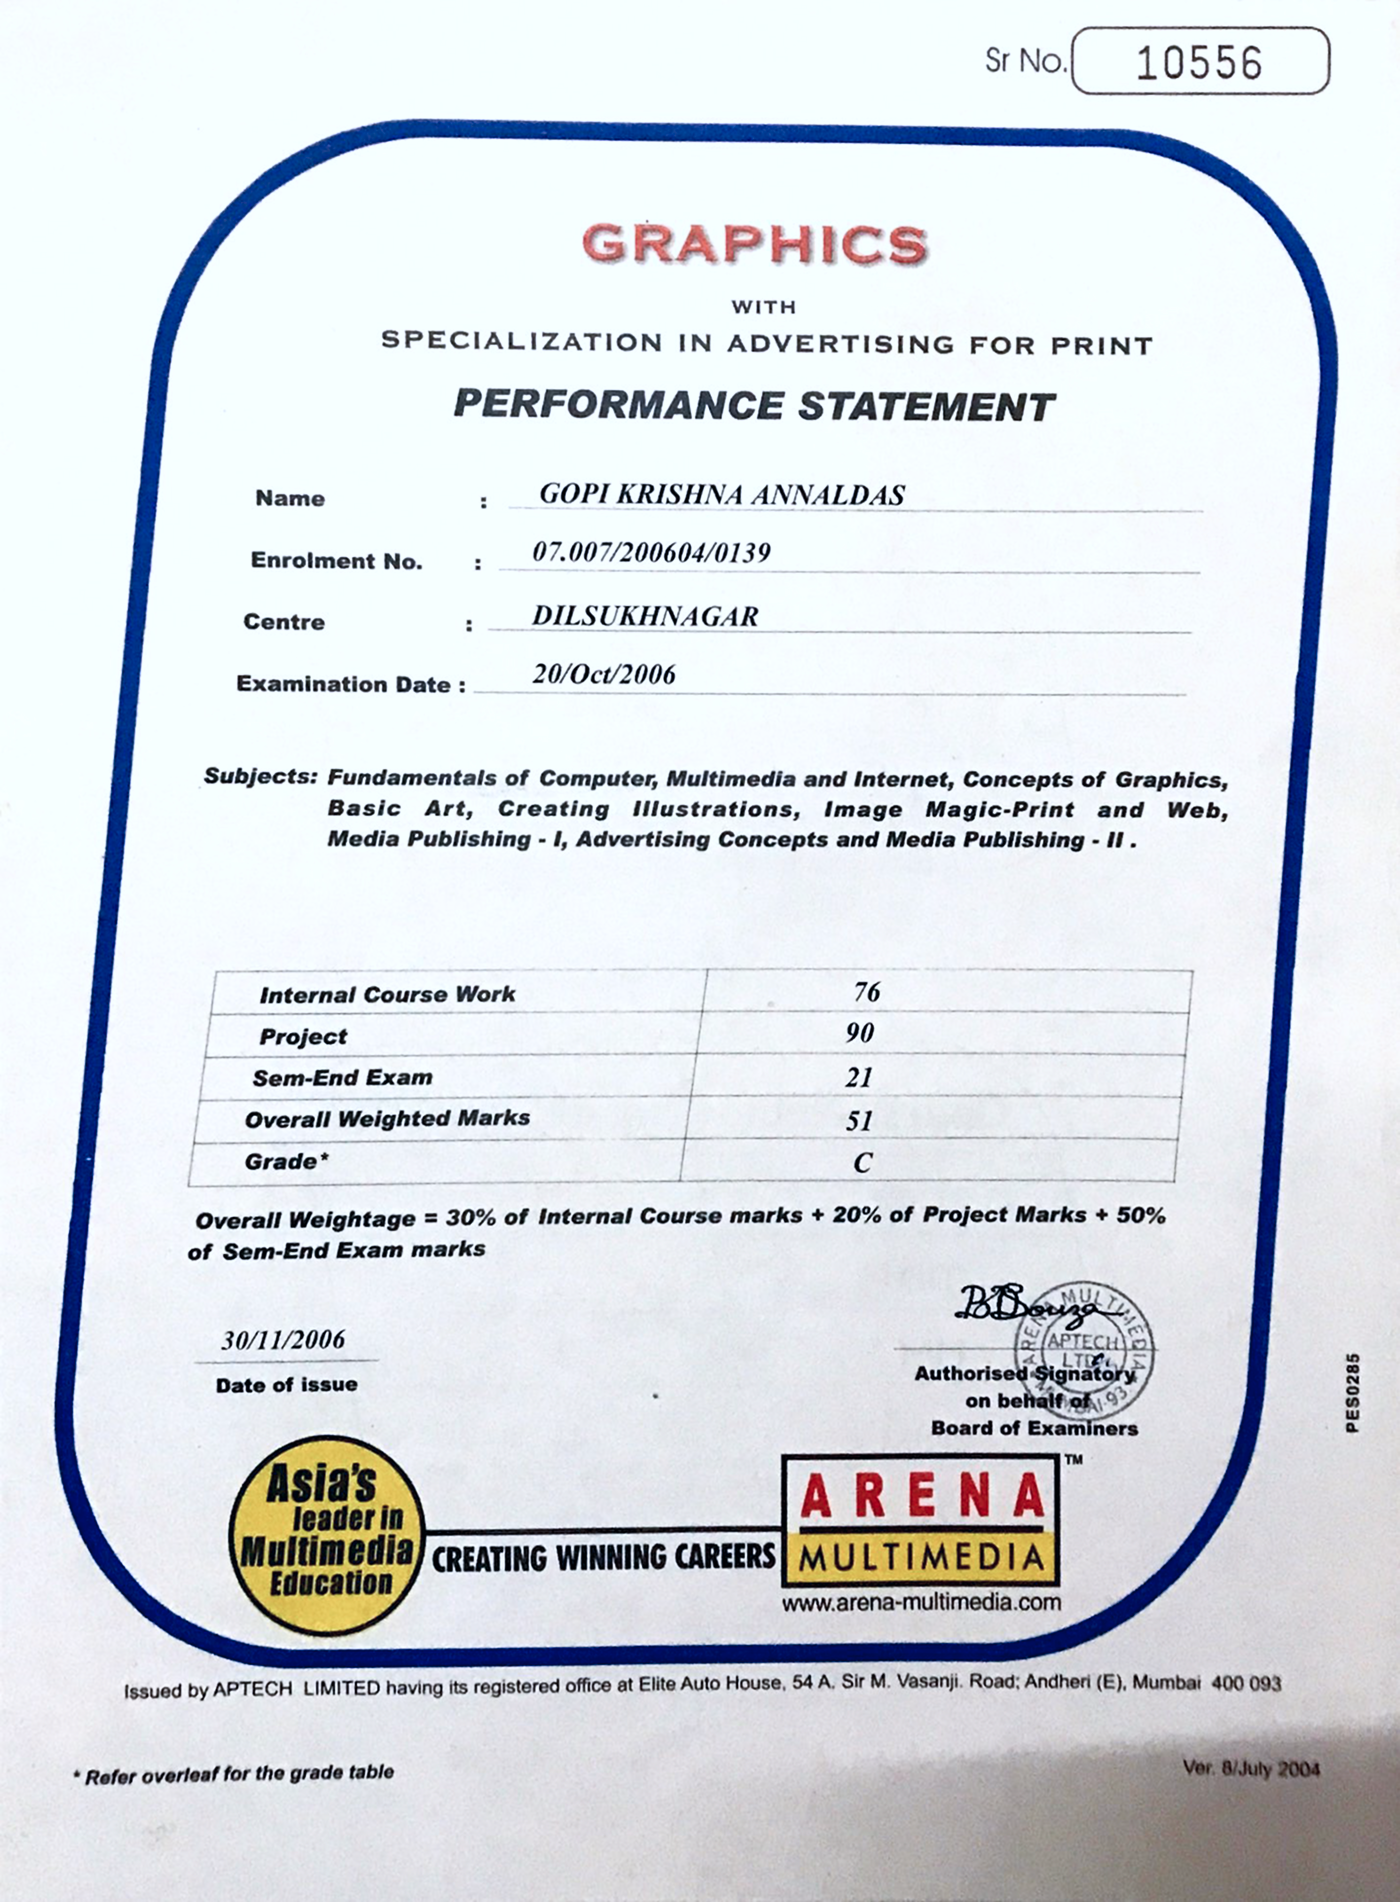 Sr No. 10556
GRAPHICS
WITH
SPECIALIZATION IN ADVERTISING FOR PRINT
PERFORMANCE STATEMENT
Name : GOPI KRISHNA ANNALDAS
Enrolment No. : 07.007/200604/0139
Centre : DILSUKHNAGAR
Examination Date : 20/Oct/2006
Subjects: Fundamentals of Computer, Multimedia and Internet, Concepts of Graphics,
Basic Art, Creating Illustrations, Image Magic-Print and Web,
Media Publishing - I, Advertising Concepts and Media Publishing - II .
Internal Course Work 76
Project 90
Sem-End Exam 21
Overall Weighted Marks 51
Grade* C
Overall Weightage = 30% of Internal Course marks + 20% of Project Marks + 50%
of Sem-End Exam marks
30/11/2006
Date of issue
ARENA MULTIMEDIA
APTECH
LTD
MUMBAI-93
Authorised Signatory
on behalf of
Board of Examiners
PES0285
Asia's
leader in
Multimedia
Education
CREATING WINNING CAREERS
ARENA TM
MULTIMEDIA
www.arena-multimedia.com
Issued by APTECH LIMITED having its registered office at Elite Auto House, 54 A. Sir M. Vasanji. Road; Andheri (E), Mumbai 400 093
* Refer overleaf for the grade table
Ver. 8/July 2004